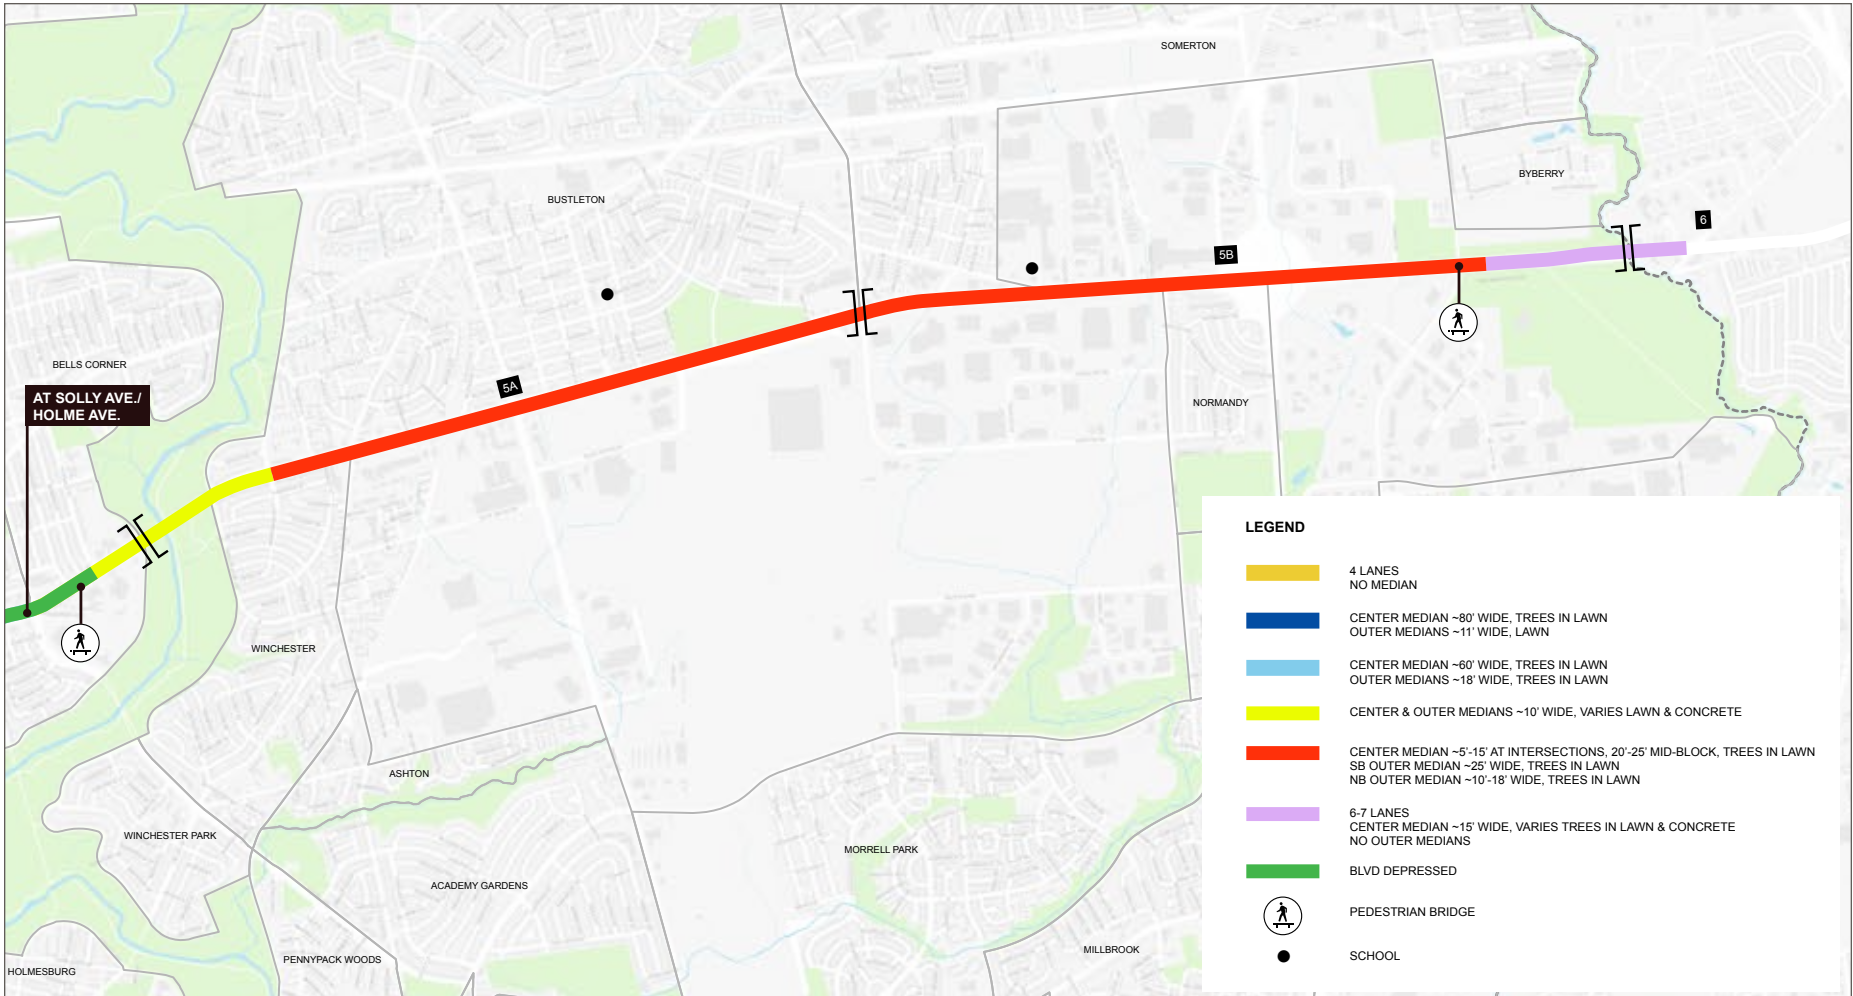 SOMERTON
BYBERRY
BUSTLETON
6
5B
BELLS CORNER
5A
AT SOLLY AVE./
HOLME AVE.
NORMANDY
WINCHESTER
ASHTON
WINCHESTER PARK
MORRELL PARK
ACADEMY GARDENS
MILLBROOK
PENNYPACK WOODS
HOLMESBURG
LEGEND
4 LANES
NO MEDIAN
CENTER MEDIAN ~80' WIDE, TREES IN LAWN
OUTER MEDIANS ~11' WIDE, LAWN
CENTER MEDIAN ~60' WIDE, TREES IN LAWN
OUTER MEDIANS ~18' WIDE, TREES IN LAWN
CENTER & OUTER MEDIANS ~10' WIDE, VARIES LAWN & CONCRETE
CENTER MEDIAN ~5'-15' AT INTERSECTIONS, 20'-25' MID-BLOCK, TREES IN LAWN
SB OUTER MEDIAN ~25' WIDE, TREES IN LAWN
NB OUTER MEDIAN ~10'-18' WIDE, TREES IN LAWN
6-7 LANES
CENTER MEDIAN ~15' WIDE, VARIES TREES IN LAWN & CONCRETE
NO OUTER MEDIANS
BLVD DEPRESSED
PEDESTRIAN BRIDGE
SCHOOL